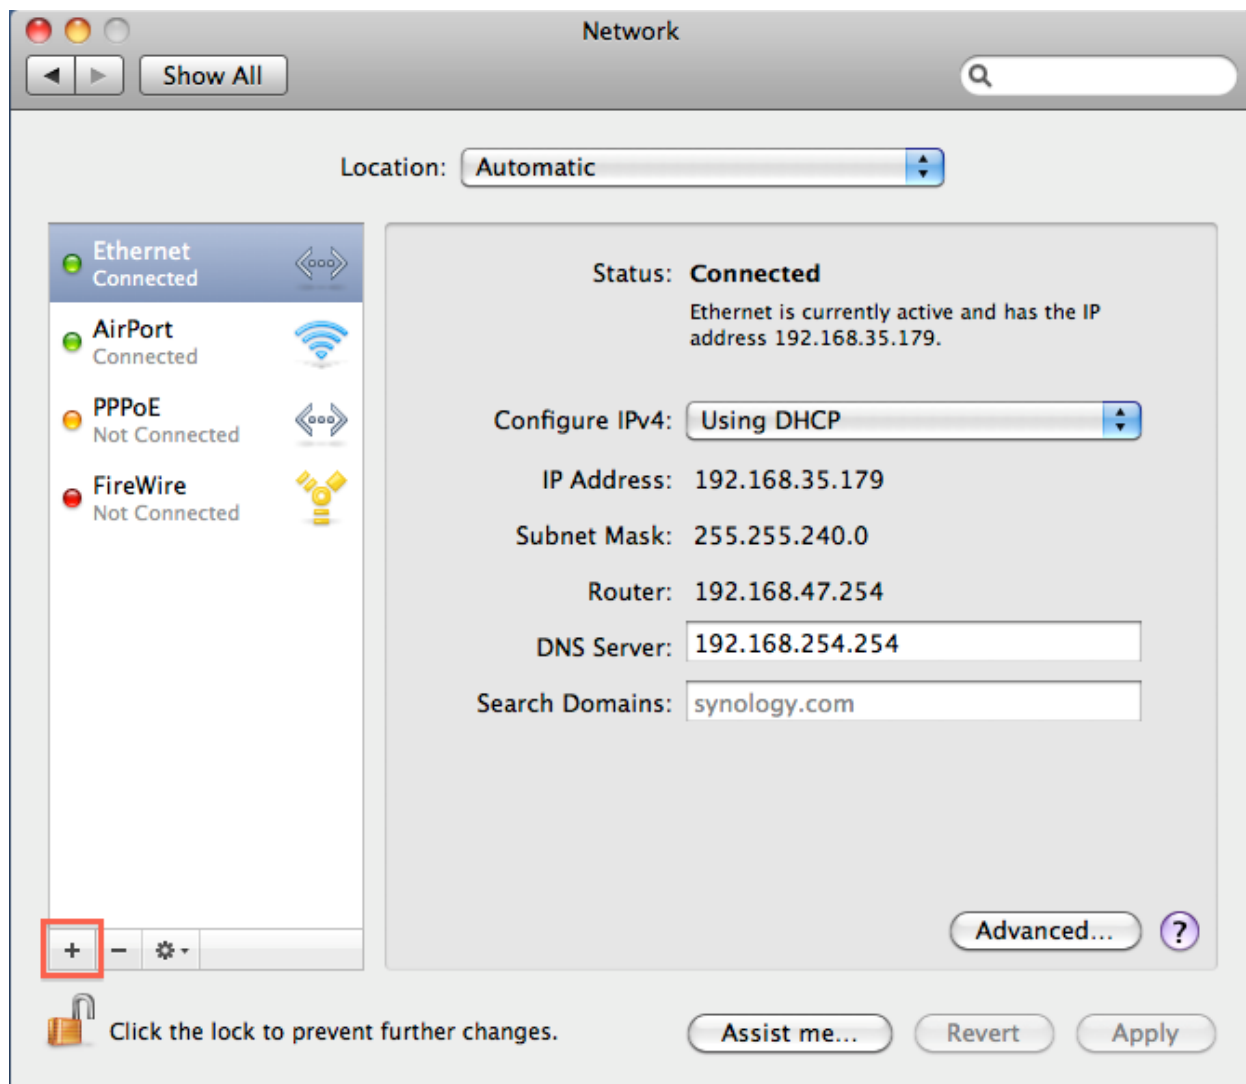 Network
Show All
Location: Automatic
Ethernet
Connected
AirPort
Connected
PPPoE
Not Connected
FireWire
Not Connected
Status: Connected
Ethernet is currently active and has the IP
address 192.168.35.179.
Configure IPv4: Using DHCP
IP Address: 192.168.35.179
Subnet Mask: 255.255.240.0
Router: 192.168.47.254
DNS Server: 192.168.254.254
Search Domains: synology.com
+ −
Advanced... ?
Click the lock to prevent further changes.
Assist me... Revert Apply